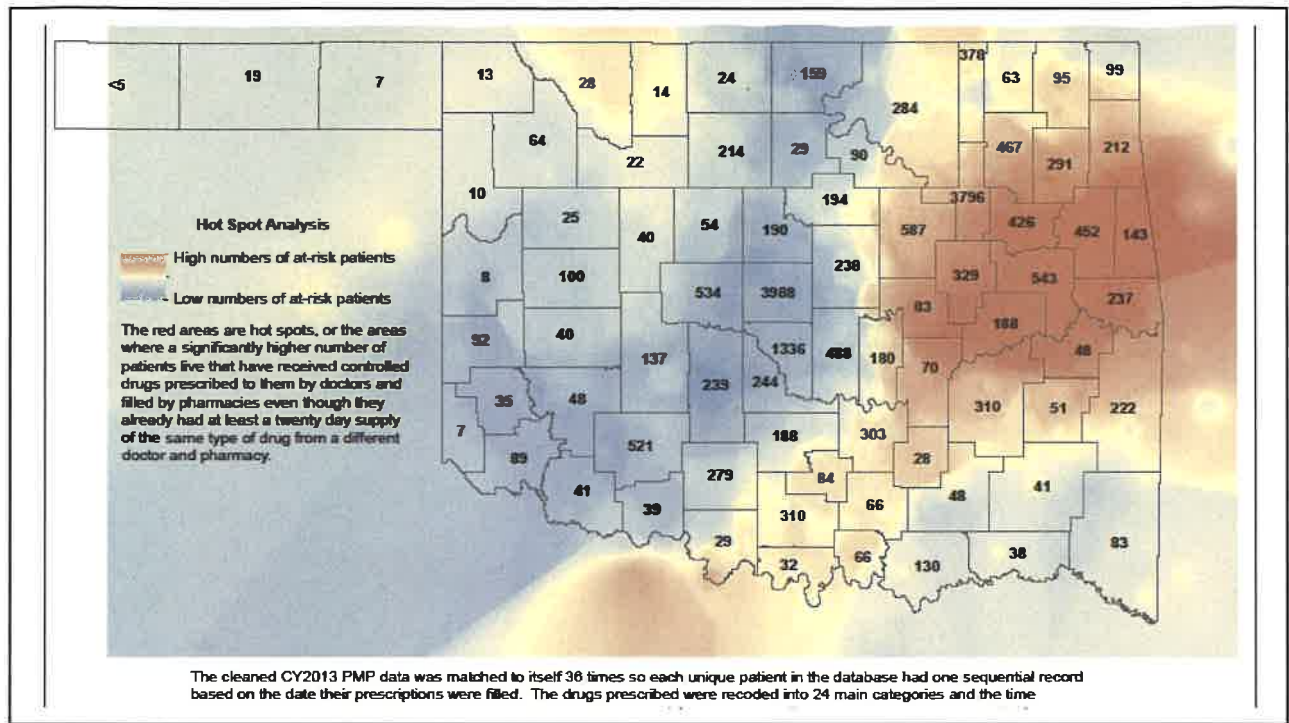 <5 19 7 13 28 14 24 159 284 378 63 95 99
64 22 214 29 90 467 291 212
10 25 40 54 190 194 587 3796 426 452 143
Hot Spot Analysis
High numbers of at-risk patients
- Low numbers of at-risk patients
8 100 534 3988 238 329 543 237
83 188
The red areas are hot spots, or the areas
where a significantly higher number of
patients live that have received controlled
drugs prescribed to them by doctors and
filled by pharmacies even though they
already had at least a twenty day supply
of the same type of drug from a different
doctor and pharmacy.
92 40 137 1336 488 180 70 48
35 48 239 244 310 51 222
7 89 521 188 303 28
41 39 279 84 310 66 48 41
29 32 66 130 38 83
The cleaned CY2013 PMP data was matched to itself 36 times so each unique patient in the database had one sequential record
based on the date their prescriptions were filled. The drugs prescribed were recoded into 24 main categories and the time